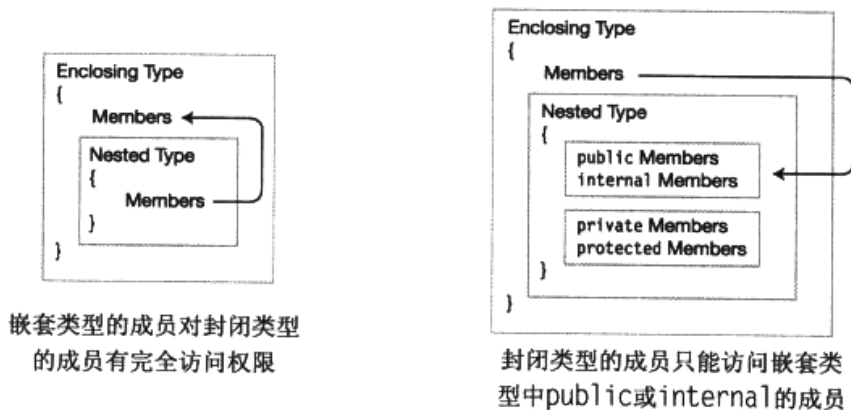 Enclosing Type
{
Members
Nested Type
{
Members
}
}
嵌套类型的成员对封闭类型
的成员有完全访问权限
Enclosing Type
{
Members
Nested Type
{
public Members
internal Members
private Members
protected Members
}
}
封闭类型的成员只能访问嵌套类
型中public或internal的成员